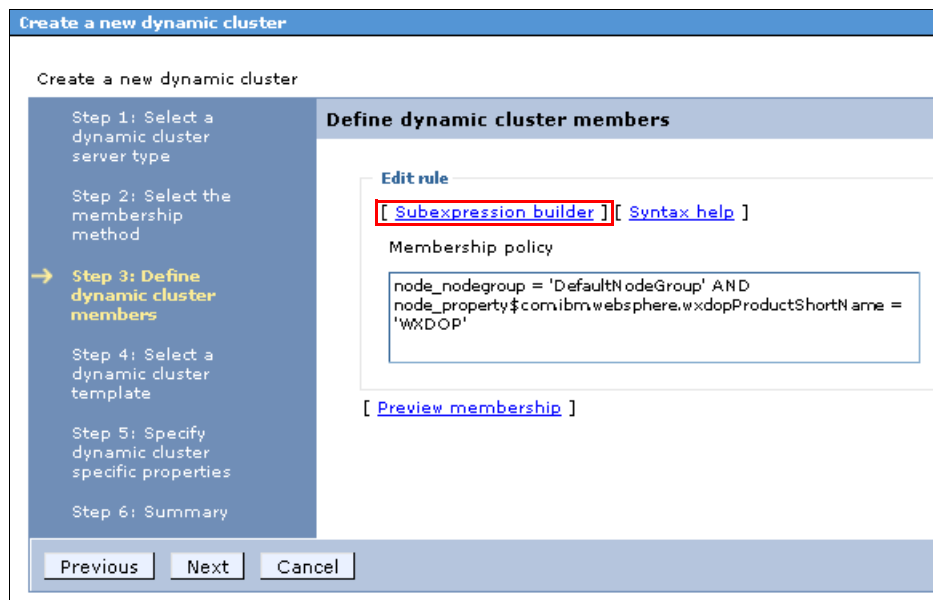 Create a new dynamic cluster
Create a new dynamic cluster
Step 1: Select a
dynamic cluster
server type
Step 2: Select the
membership
method
Step 3: Define
dynamic cluster
members
Step 4: Select a
dynamic cluster
template
Step 5: Specify
dynamic cluster
specific properties
Step 6: Summary
Define dynamic cluster members
Edit rule
[ Subexpression builder ] [ Syntax help ]
Membership policy
node_nodegroup = 'DefaultNodeGroup' AND
node_property$com.ibm.websphere.wxdopProductShortName =
'WXDOP'
[ Preview membership ]
Previous Next Cancel